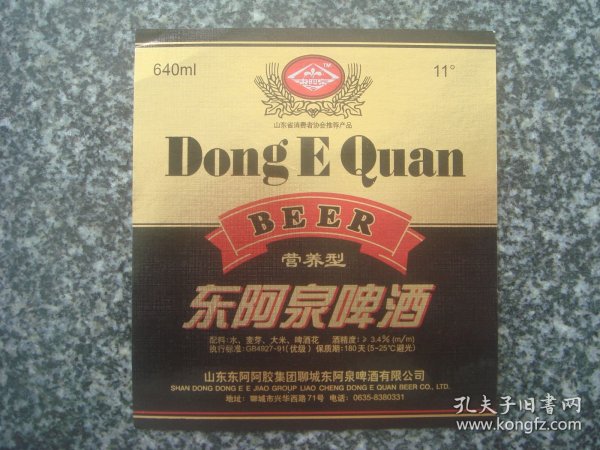 640ml
11°
TM
东阿泉
山东省消费者协会推荐产品
Dong E Quan
BEER
营养型
东阿泉啤酒
配料:水、麦芽、大米、啤酒花 酒精度:≥3.4%(m/m)
执行标准:GB4927-91(优级) 保质期:180天(5-25℃避光)
山东东阿阿胶集团聊城东阿泉啤酒有限公司
SHAN DONG DONG E E JIAO GROUP LIAO CHENG DONG E QUAN BEER CO., LTD.
地址: 聊城市兴华西路71号 电话: 0635-8380331
孔夫子旧书网
www.kongfz.com